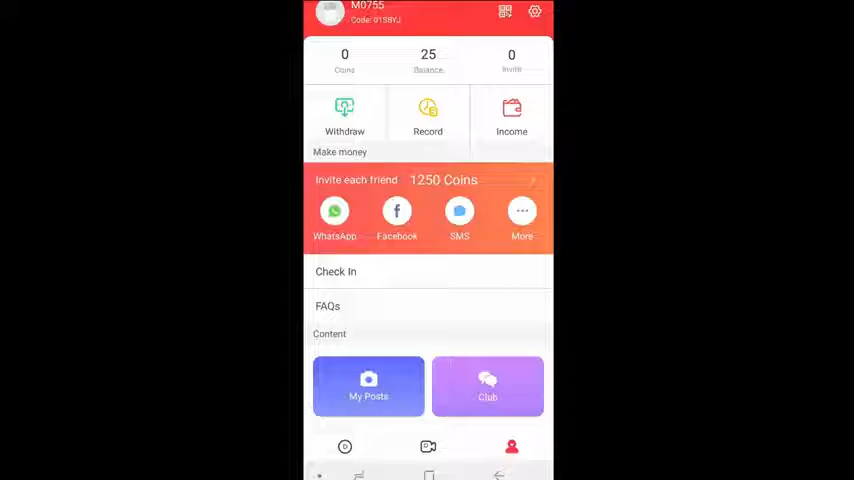 M0755
Code: 01S8YJ
0 25 0
Coins Balance Invite
Withdraw Record Income
Make money
Invite each friend 1250 Coins
WhatsApp Facebook SMS More
Check In
FAQs
Content
My Posts Club